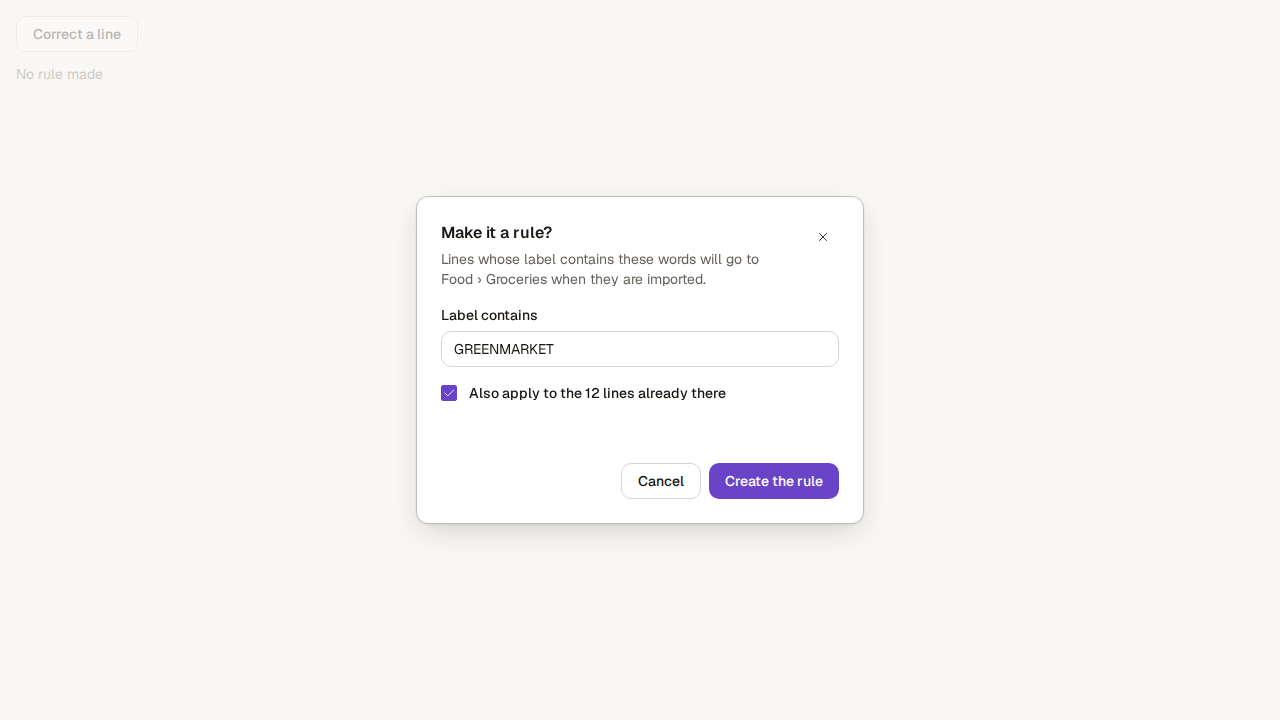 Correct a line
No rule made
Make it a rule?
Lines whose label contains these words will go to
Food › Groceries when they are imported.
Label contains
GREENMARKET
Also apply to the 12 lines already there
Cancel
Create the rule